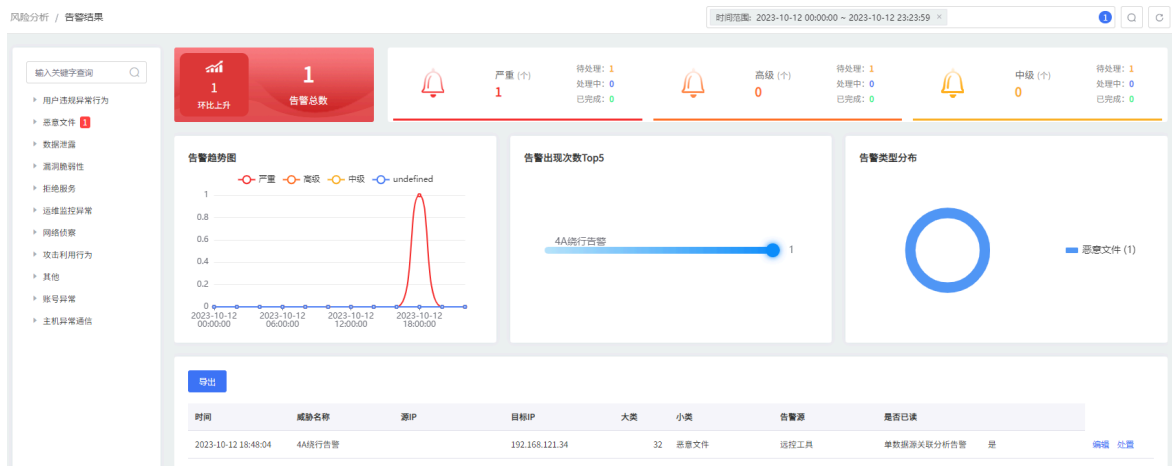 风险分析 / 告警结果
时间范围: 2023-10-12 00:00:00 ~ 2023-10-12 23:23:59 ×
1
输入关键字查询
用户违规异常行为
恶意文件 1
数据泄露
漏洞脆弱性
拒绝服务
运维监控异常
网络侦察
攻击利用行为
其他
账号异常
主机异常通信
1
环比上升
1
告警总数
严重 (个)
1
待处理: 1
处理中: 0
已完成: 0
高级 (个)
0
待处理: 1
处理中: 0
已完成: 0
中级 (个)
0
待处理: 1
处理中: 0
已完成: 0
告警趋势图
严重 高级 中级 undefined
1
0.8
0.6
0.4
0.2
0
2023-10-12 00:00:00
2023-10-12 06:00:00
2023-10-12 12:00:00
2023-10-12 18:00:00
告警出现次数Top5
4A绕行告警
1
告警类型分布
恶意文件 (1)
导出
时间 威胁名称 源IP 目标IP 大类 小类 告警源 是否已读
2023-10-12 18:48:04 4A绕行告警 192.168.121.34 32 恶意文件 远控工具 单数据源关联分析告警 是 编辑 处置